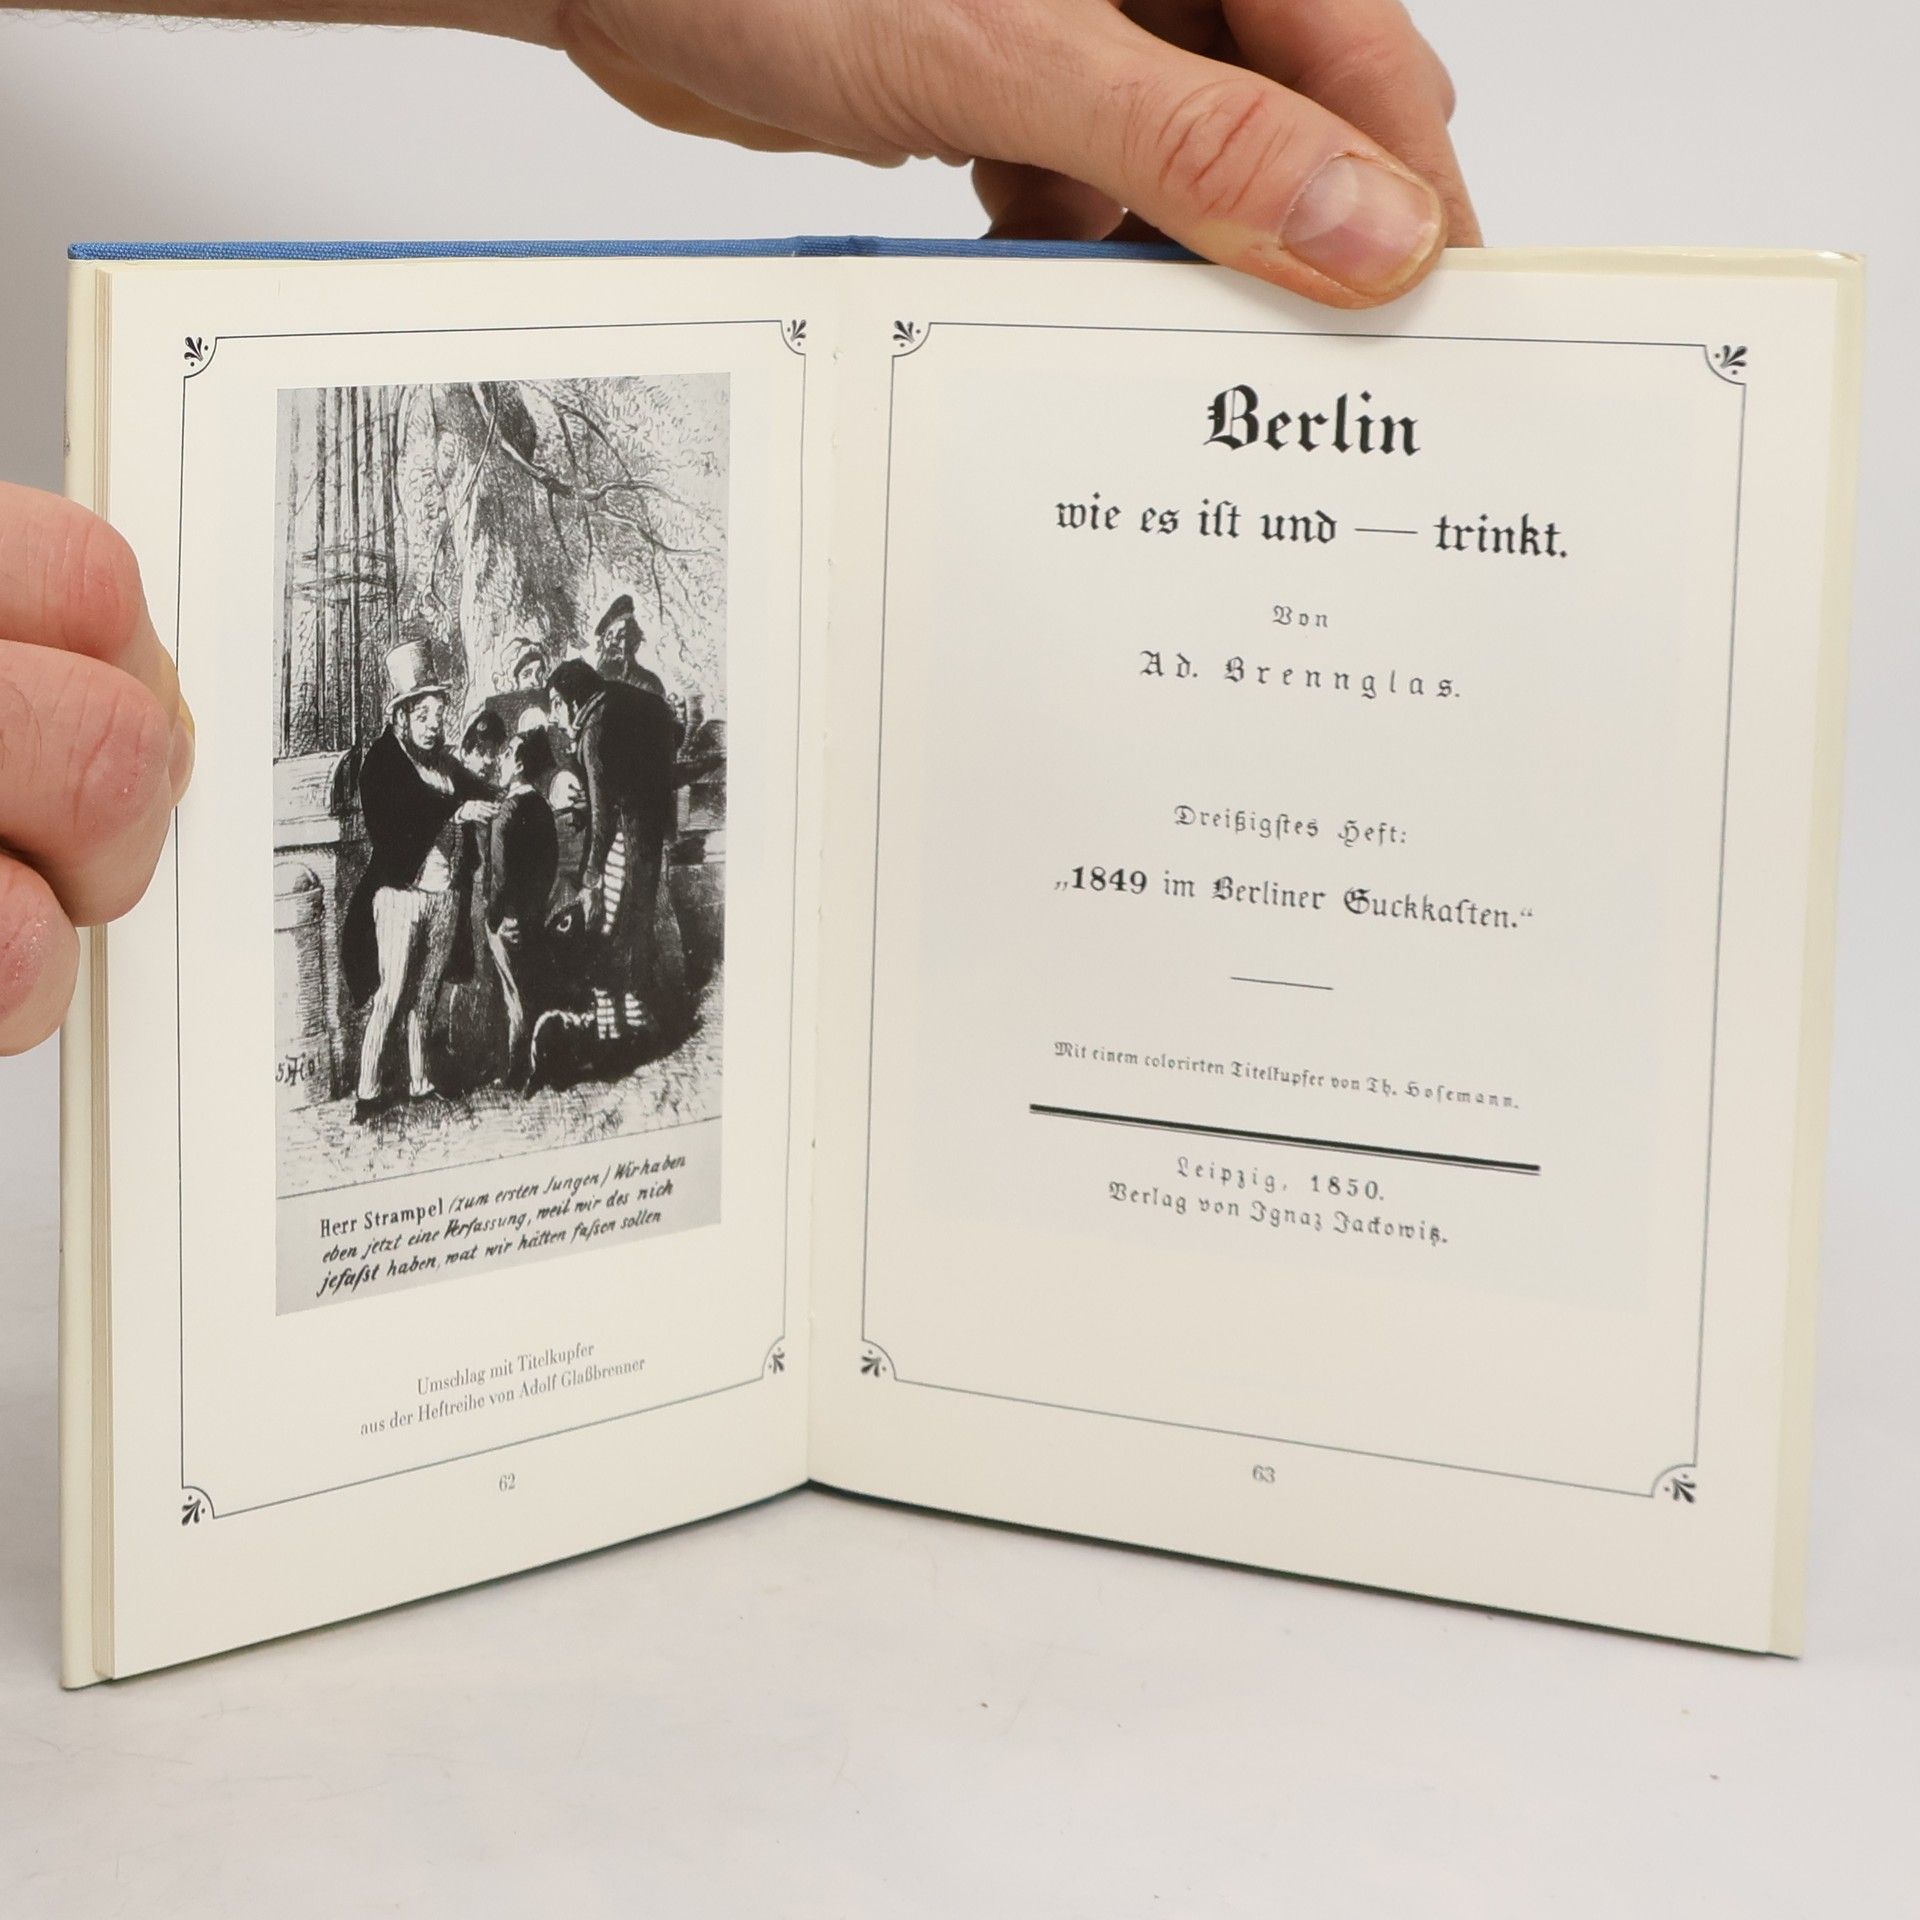 Herr Strampel (zum ersten Jungen) Wir haben
eben jetzt eine Verfassung, weil wir des nich
jefaſst haben, wat wir hätten faſsen sollen
Umschlag mit Titelkupfer
aus der Heftreihe von Adolf Glaßbrenner
62
Berlin
wie es iſt und — trinkt.
Von
Ad. Brennglas.
Dreißigſtes Heft:
„1849 im Berliner Guckkaſten.“
Mit einem colorirten Titelkupfer von Th. Hoſemann.
Leipzig, 1850.
Verlag von Ignaz Jackowitz.
63